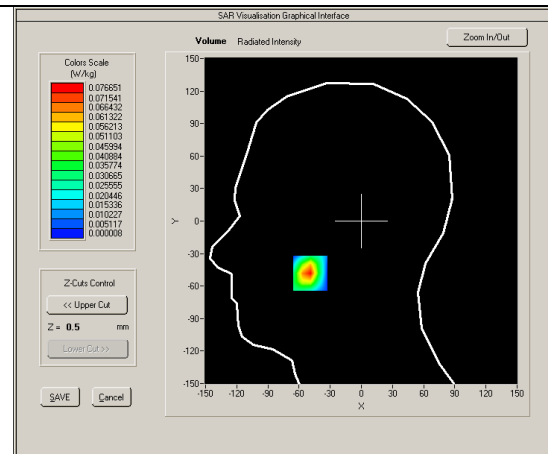 SAR Visualisation Graphical Interface
Volume Radiated Intensity
Zoom In/Out
Colors Scale
(W/kg)
0.076651
0.071541
0.066432
0.061322
0.056213
0.051103
0.045994
0.040884
0.035774
0.030665
0.025555
0.020446
0.015336
0.010227
0.005117
0.000008
Z-Cuts Control
<< Upper Cut
Z = 0.5 mm
Lower Cut >>
SAVE Cancel
150
120
90
60
30
0
-30
-60
-90
-120
-150
Y
-150 -120 -90 -60 -30 0 30 60 90 120 150
X